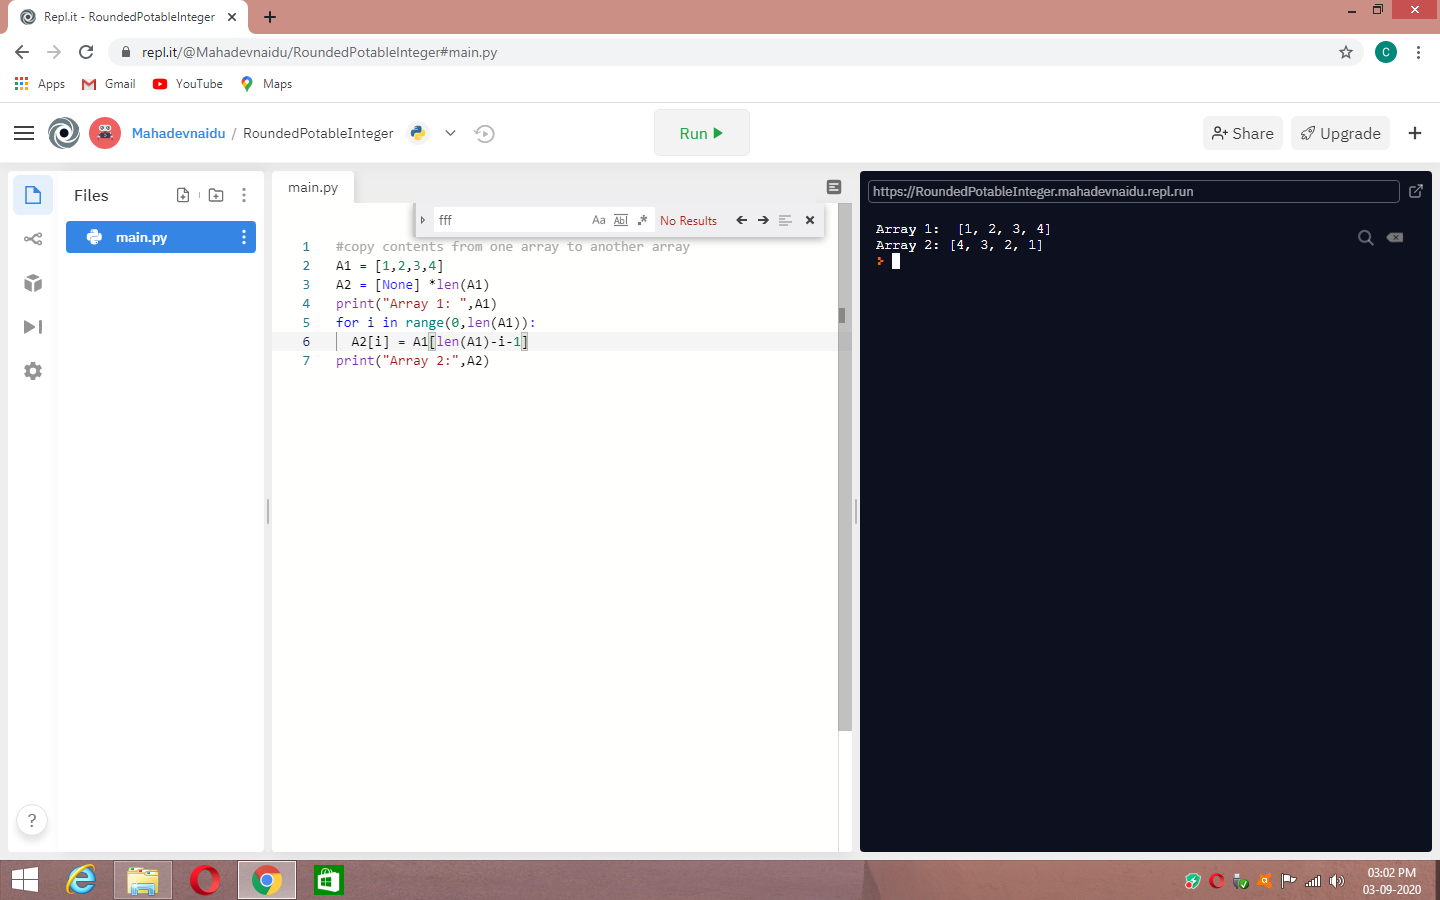 Repl.it - RoundedPotableInteger
repl.it/@Mahadevnaidu/RoundedPotableInteger#main.py
C
Apps
Gmail
YouTube
Maps
Mahadevnaidu / RoundedPotableInteger
Run
Share
Upgrade
Files
main.py
main.py
fff
Aa
Abl
.*
No Results
1 #copy contents from one array to another array
2 A1 = [1,2,3,4]
3 A2 = [None] *len(A1)
4 print("Array 1: ",A1)
5 for i in range(0,len(A1)):
6 A2[i] = A1[len(A1)-i-1]
7 print("Array 2:",A2)
https://RoundedPotableInteger.mahadevnaidu.repl.run
Array 1:  [1, 2, 3, 4]
Array 2: [4, 3, 2, 1]
?
03:02 PM
03-09-2020